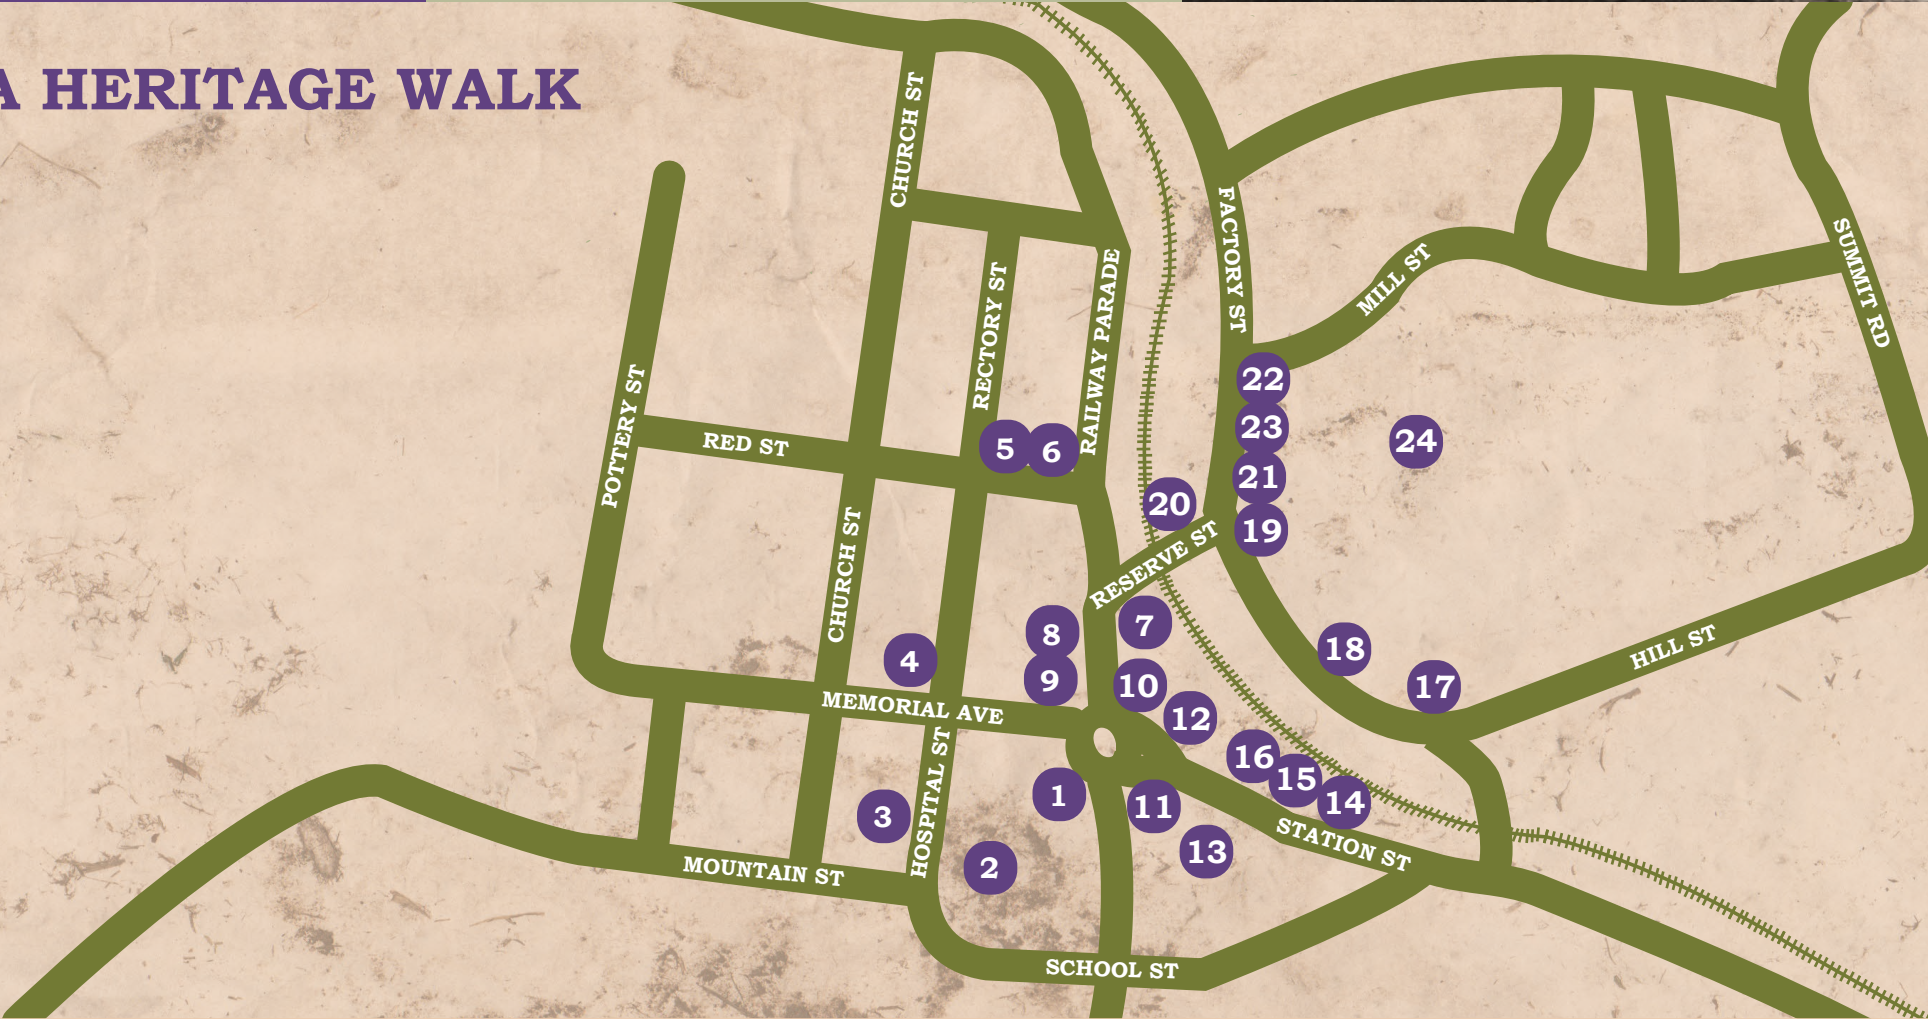 A HERITAGE WALK
CHURCH ST
FACTORY ST
SUMMIT RD
MILL ST
RECTORY ST
RAILWAY PARADE
POTTERY ST
RED ST
22
23
24
5
6
21
20
19
RESERVE ST
CHURCH ST
7
8
18
HILL ST
4
9
10
17
MEMORIAL AVE
12
HOSPITAL ST
16
15
14
1
11
3
STATION ST
13
2
MOUNTAIN ST
SCHOOL ST